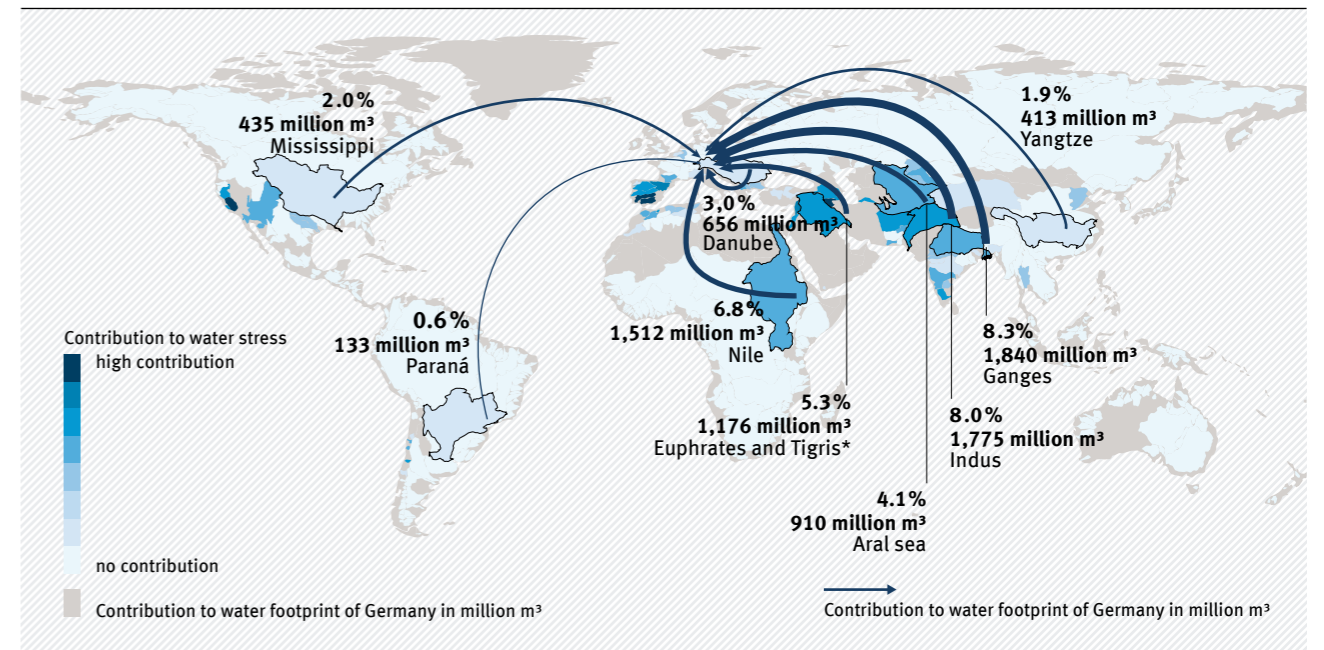 2.0%
435 million m³
Mississippi
1.9%
413 million m³
Yangtze
3,0%
656 million m³
Danube
6.8%
1,512 million m³
Nile
0.6%
133 million m³
Paraná
8.3%
1,840 million m³
Ganges
5.3%
1,176 million m³
Euphrates and Tigris*
8.0%
1,775 million m³
Indus
4.1%
910 million m³
Aral sea
Contribution to water stress
high contribution
no contribution
Contribution to water footprint of Germany in million m³
Contribution to water footprint of Germany in million m³